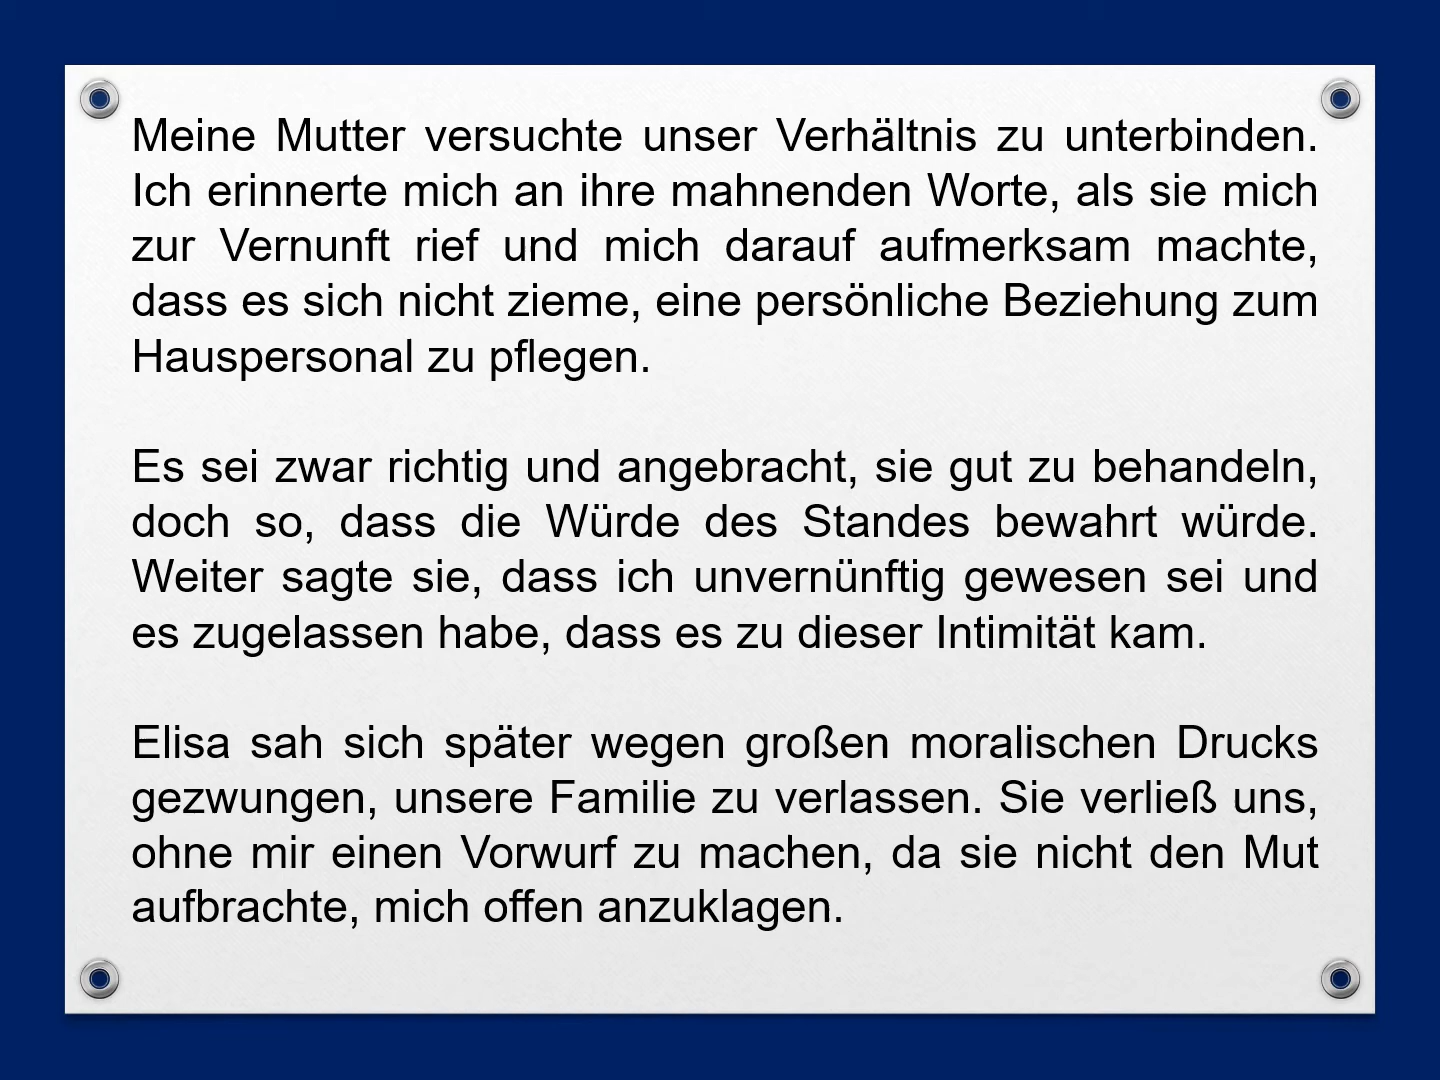 Meine Mutter versuchte unser Verhältnis zu unterbinden.
Ich erinnerte mich an ihre mahnenden Worte, als sie mich
zur Vernunft rief und mich darauf aufmerksam machte,
dass es sich nicht zieme, eine persönliche Beziehung zum
Hauspersonal zu pflegen.
Es sei zwar richtig und angebracht, sie gut zu behandeln,
doch so, dass die Würde des Standes bewahrt würde.
Weiter sagte sie, dass ich unvernünftig gewesen sei und
es zugelassen habe, dass es zu dieser Intimität kam.
Elisa sah sich später wegen großen moralischen Drucks
gezwungen, unsere Familie zu verlassen. Sie verließ uns,
ohne mir einen Vorwurf zu machen, da sie nicht den Mut
aufbrachte, mich offen anzuklagen.